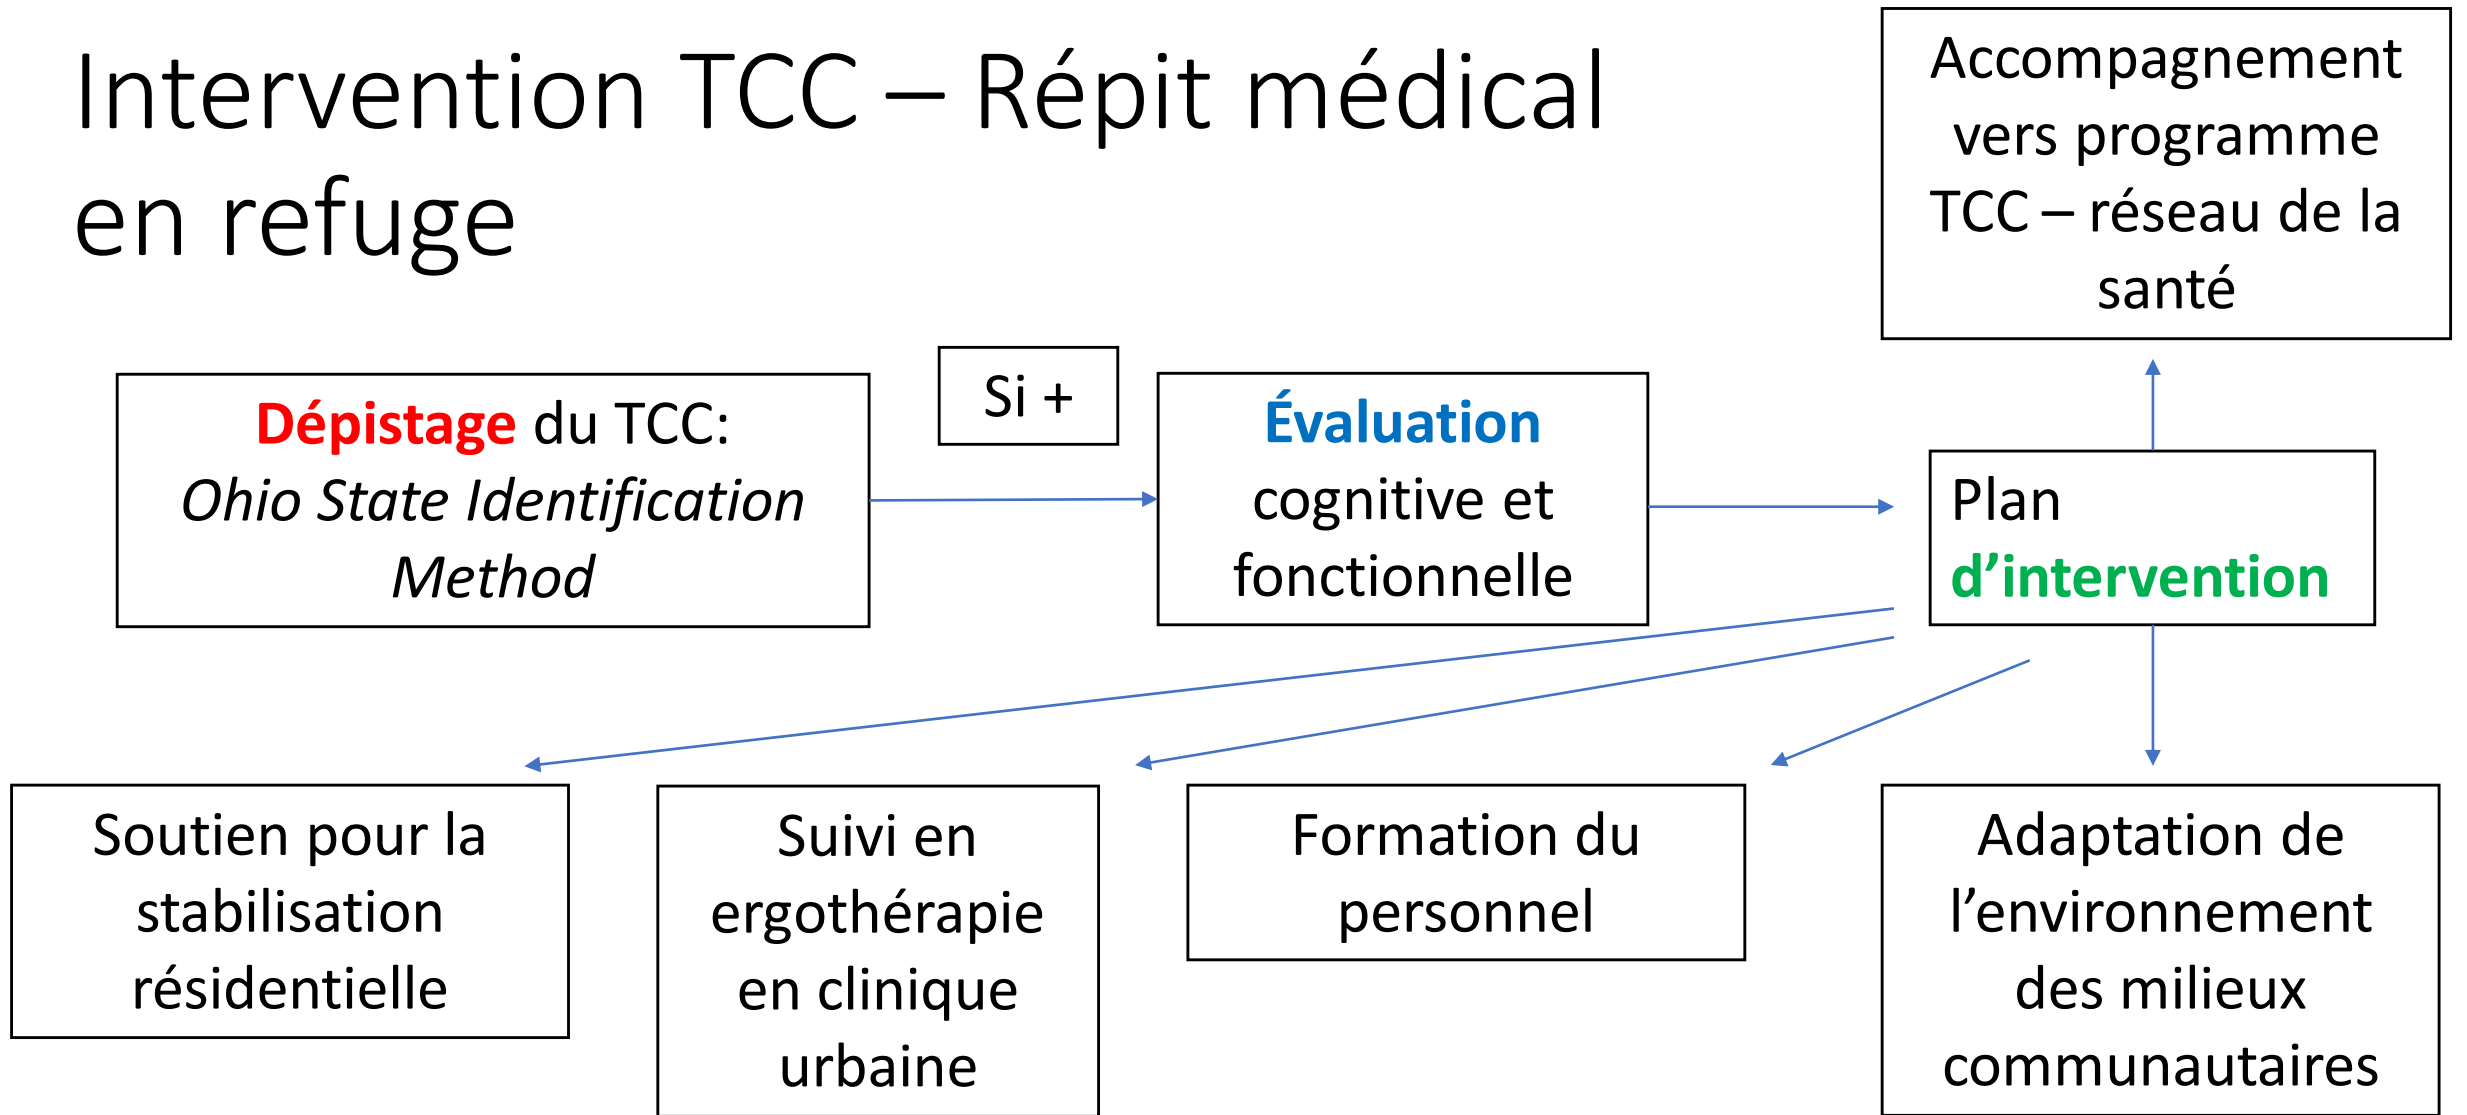 Intervention TCC – Répit médical
en refuge
Accompagnement
vers programme
TCC – réseau de la
santé
Dépistage du TCC:
Ohio State Identification
Method
Si +
Évaluation
cognitive et
fonctionnelle
Plan
d’intervention
Soutien pour la
stabilisation
résidentielle
Suivi en
ergothérapie
en clinique
urbaine
Formation du
personnel
Adaptation de
l’environnement
des milieux
communautaires